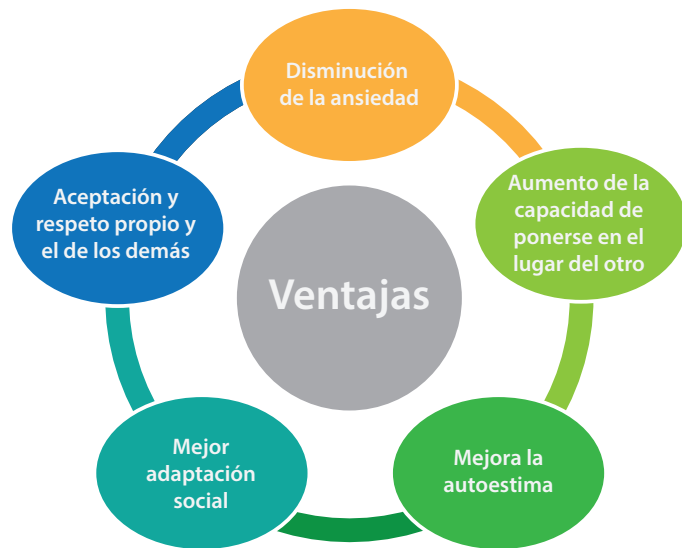 Disminución
de la ansiedad
Aumento de la
capacidad de
ponerse en el
lugar del otro
Mejora la
autoestima
Mejor
adaptación
social
Aceptación y
respeto propio y
el de los demás
Ventajas